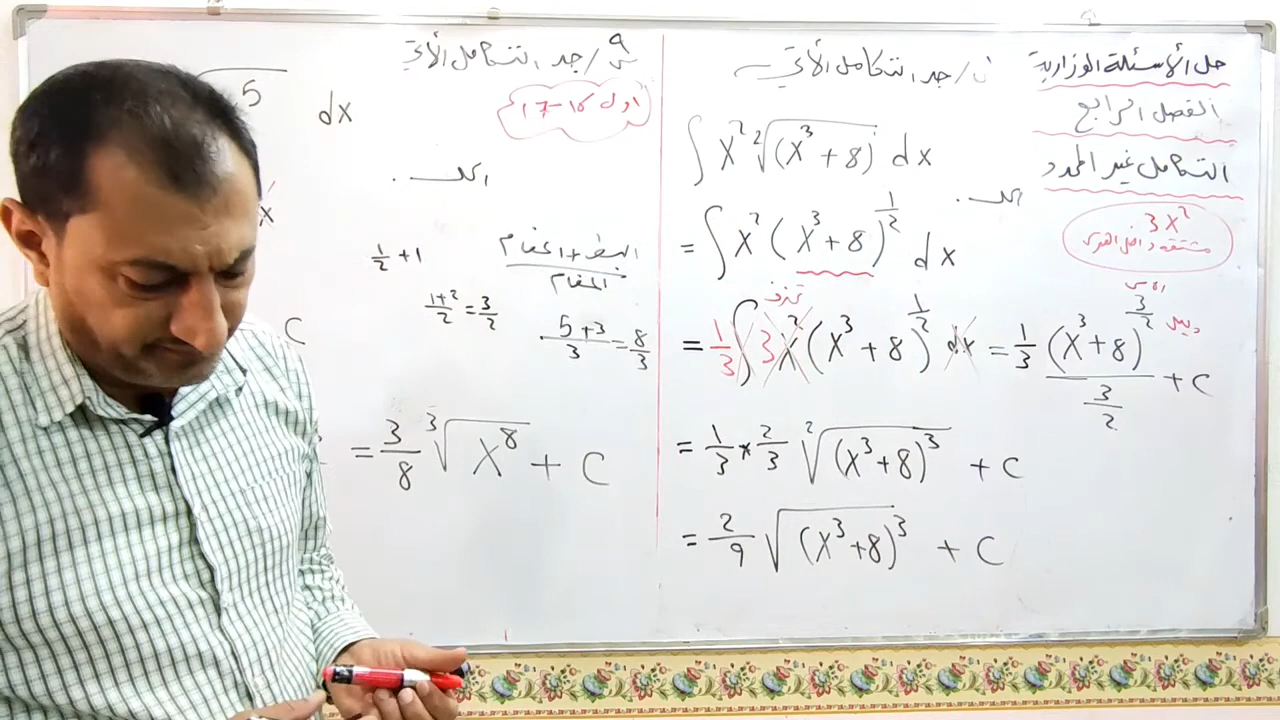 حل الأسئلة الوزارية
الفصل الرابع
التكامل غير المحدد
3x²
مشتقة داخل القوس
س/ جد التكامل الآتي
∫ x² ²√(x³ + 8) dx
الحل.
= ∫ x² (x³ + 8)^(1/2) dx
تحذف
= 1/3 ∫ 3x² (x³ + 8)^(1/2) dx = 1/3 (x³ + 8)^(3/2) / (3/2) + c
= 1/3 * 2/3 ²√(x³+8)³ + c
= 2/9 √(x³+8)³ + c
س/ جد التكامل الآتي
اول 16-17
5 dx
الحل.
x
البسط + المقام / المقام
1/2 + 1
(1+2)/2 = 3/2
(5+3)/3 = 8/3
c
= 3/8 ³√x⁸ + c